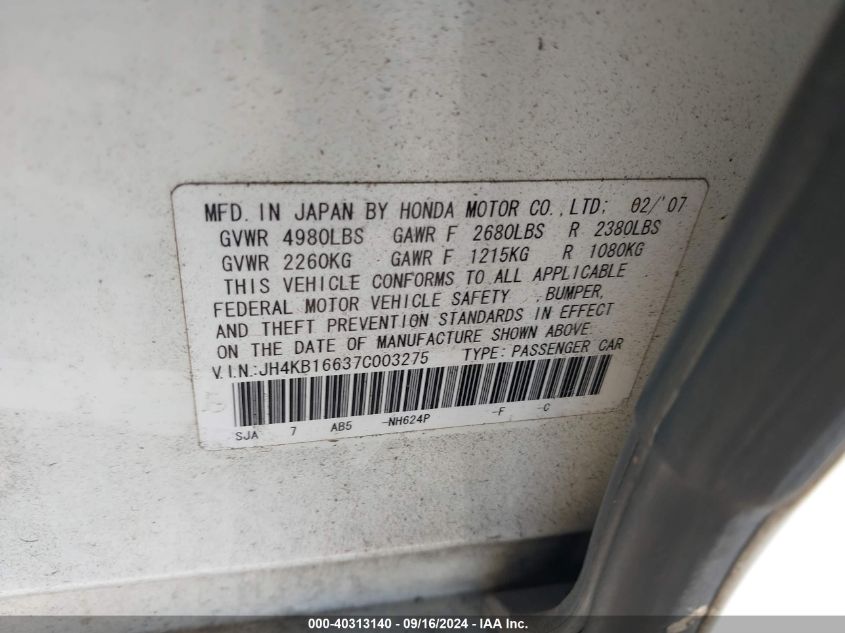 MFD. IN JAPAN BY HONDA MOTOR CO.,LTD; 02/'07
GVWR 4980LBS GAWR F 2680LBS R 2380LBS
GVWR 2260KG GAWR F 1215KG R 1080KG
THIS VEHICLE CONFORMS TO ALL APPLICABLE
FEDERAL MOTOR VEHICLE SAFETY ,BUMPER,
AND THEFT PREVENTION STANDARDS IN EFFECT
ON THE DATE OF MANUFACTURE SHOWN ABOVE
V.I.N.:JH4KB16637C003275 TYPE: PASSENGER CAR
SJA 7 AB5 -NH624P -F -C
000-40313140 - 09/16/2024 - IAA Inc.